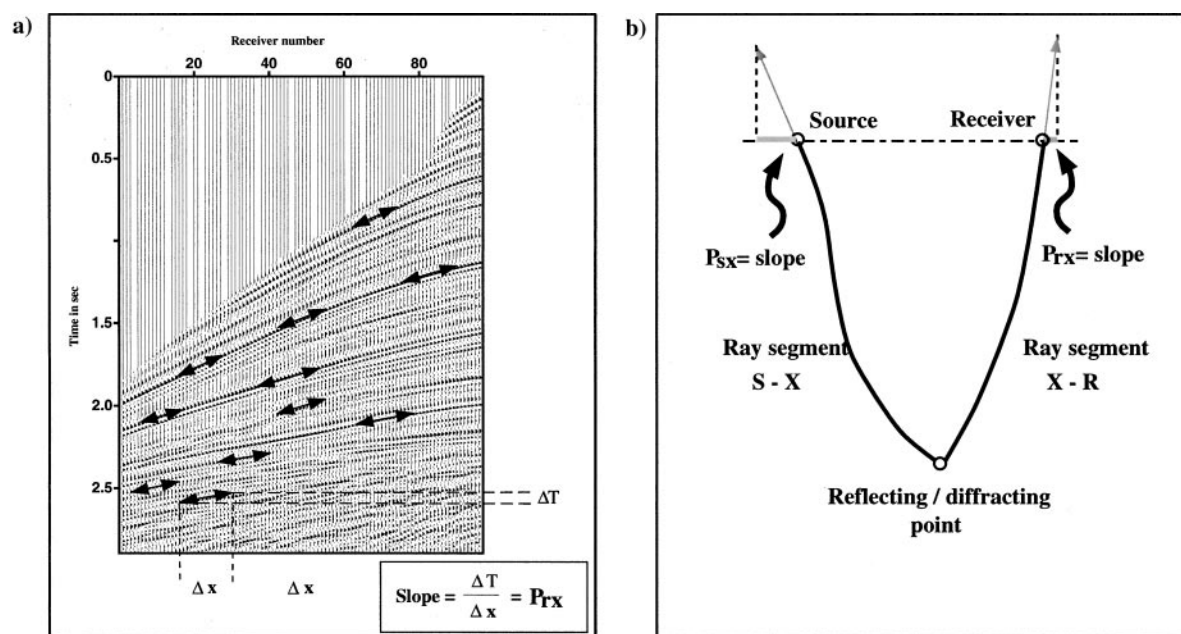 a)
Receiver number
20 40 60 80
0
0.5
1.5
2.0
2.5
Time in sec
ΔT
Δ x Δ x
Slope = ΔT / Δ x = Prx
b)
Source Receiver
Psx= slope Prx= slope
Ray segment Ray segment
S - X X - R
Reflecting / diffracting
point